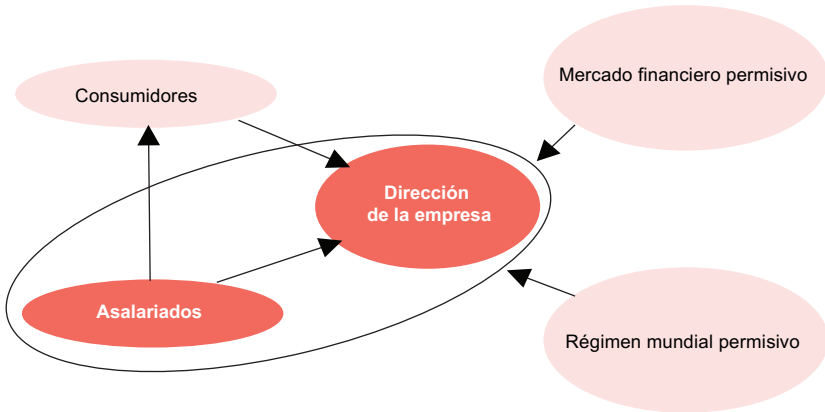 Mercado financiero permisivo
Consumidores
Dirección
de la empresa
Asalariados
Régimen mundial permisivo